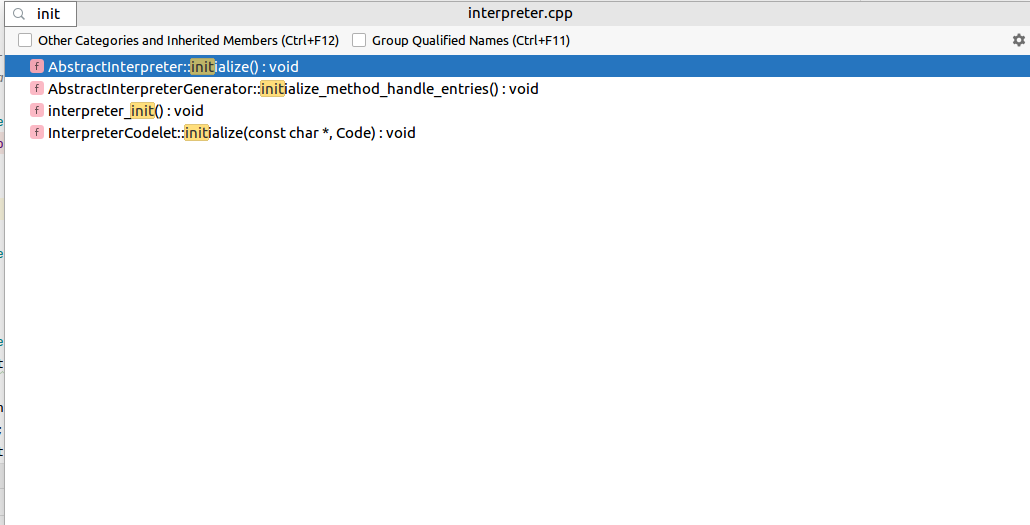 init
interpreter.cpp
Other Categories and Inherited Members (Ctrl+F12) Group Qualified Names (Ctrl+F11)
f AbstractInterpreter::initialize() : void
f AbstractInterpreterGenerator::initialize_method_handle_entries() : void
f interpreter_init() : void
f InterpreterCodelet::initialize(const char *, Code) : void